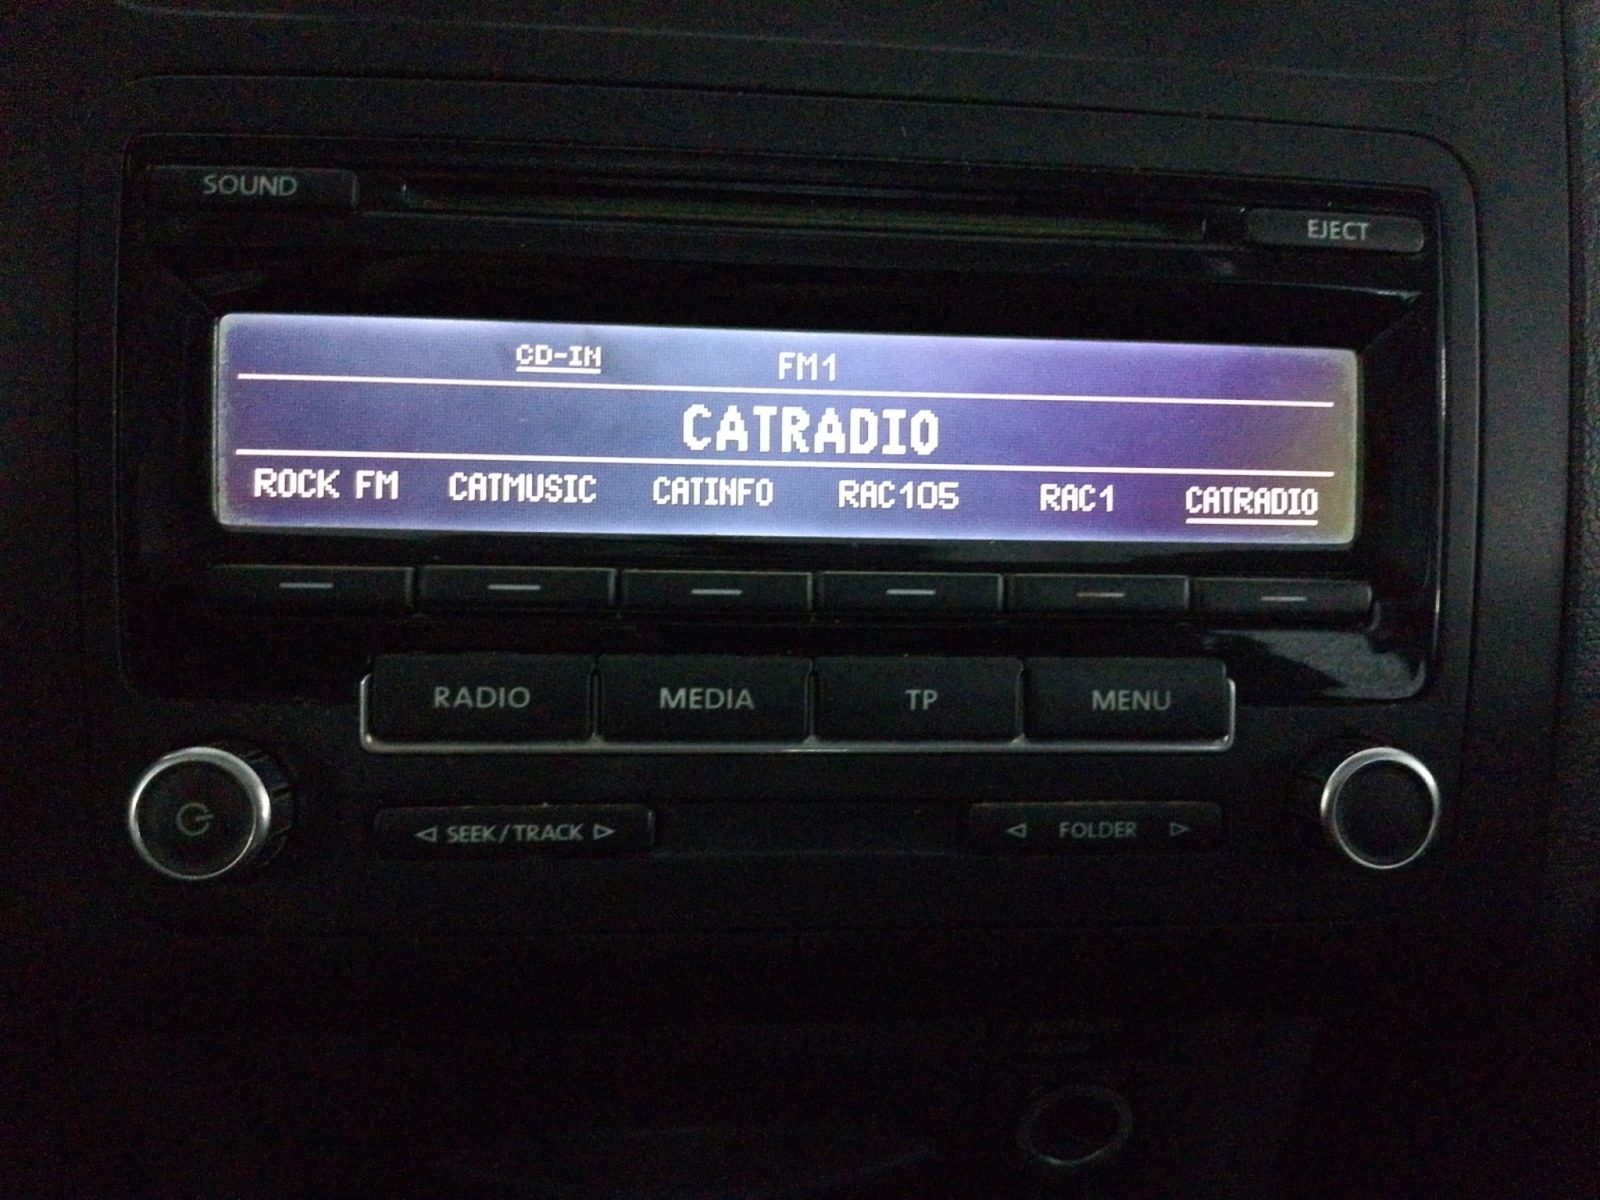 SOUND
EJECT
CD-IN FM1
CATRADIO
ROCK FM CATMUSIC CATINFO RAC105 RAC1 CATRADIO
RADIO MEDIA TP MENU
SEEK/TRACK FOLDER